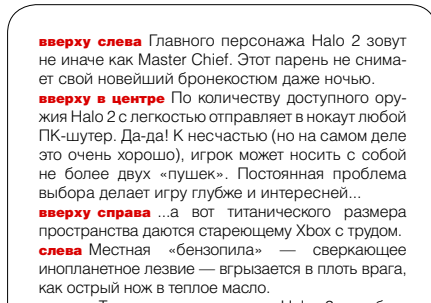 вверху слева Главного персонажа Halo 2 зовут
не иначе как Master Chief. Этот парень не снима-
ет свой новейший бронекостюм даже ночью.
вверху в центре По количеству доступного ору-
жия Halo 2 с легкостью отправляет в нокаут любой
ПК-шутер. Да-да! К несчастью (но на самом деле
это очень хорошо), игрок может носить с собой
не более двух «пушек». Постоянная проблема
выбора делает игру глубже и интересней...
вверху справа ...а вот титанического размера
пространства даются стареющему Xbox с трудом.
слева Местная «бензопила» — сверкающее
инопланетное лезвие — вгрызается в плоть врага,
как острый нож в теплое масло.